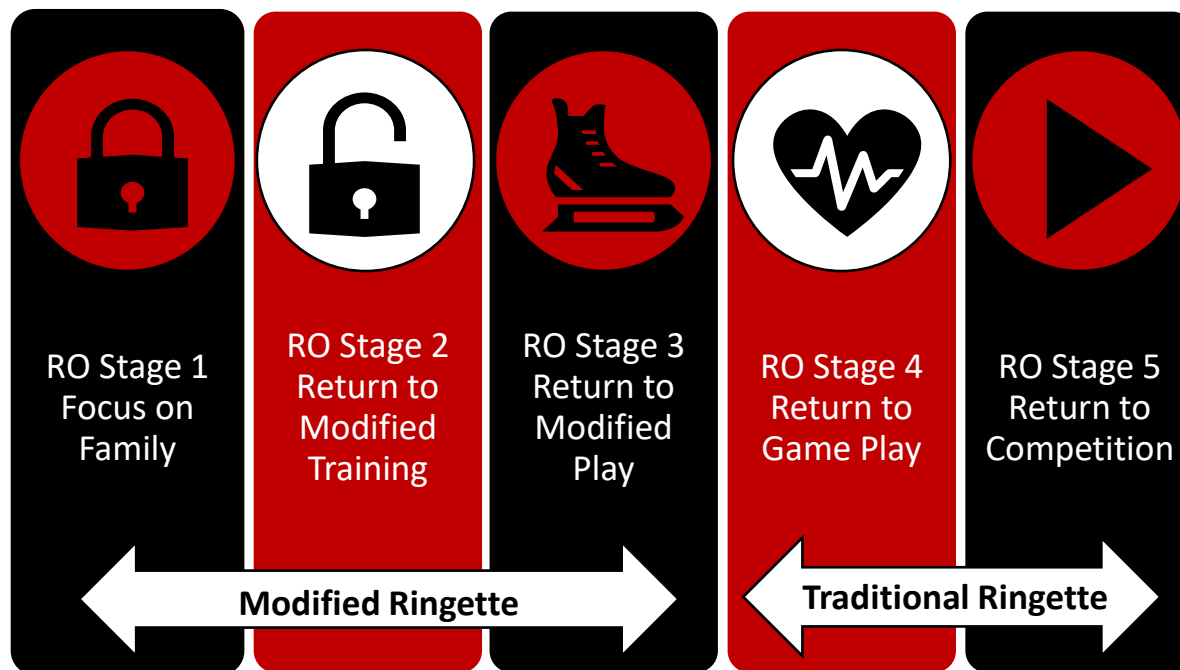 RO Stage 1
Focus on
Family
RO Stage 2
Return to
Modified
Training
RO Stage 3
Return to
Modified
Play
RO Stage 4
Return to
Game Play
RO Stage 5
Return to
Competition
Modified Ringette
Traditional Ringette